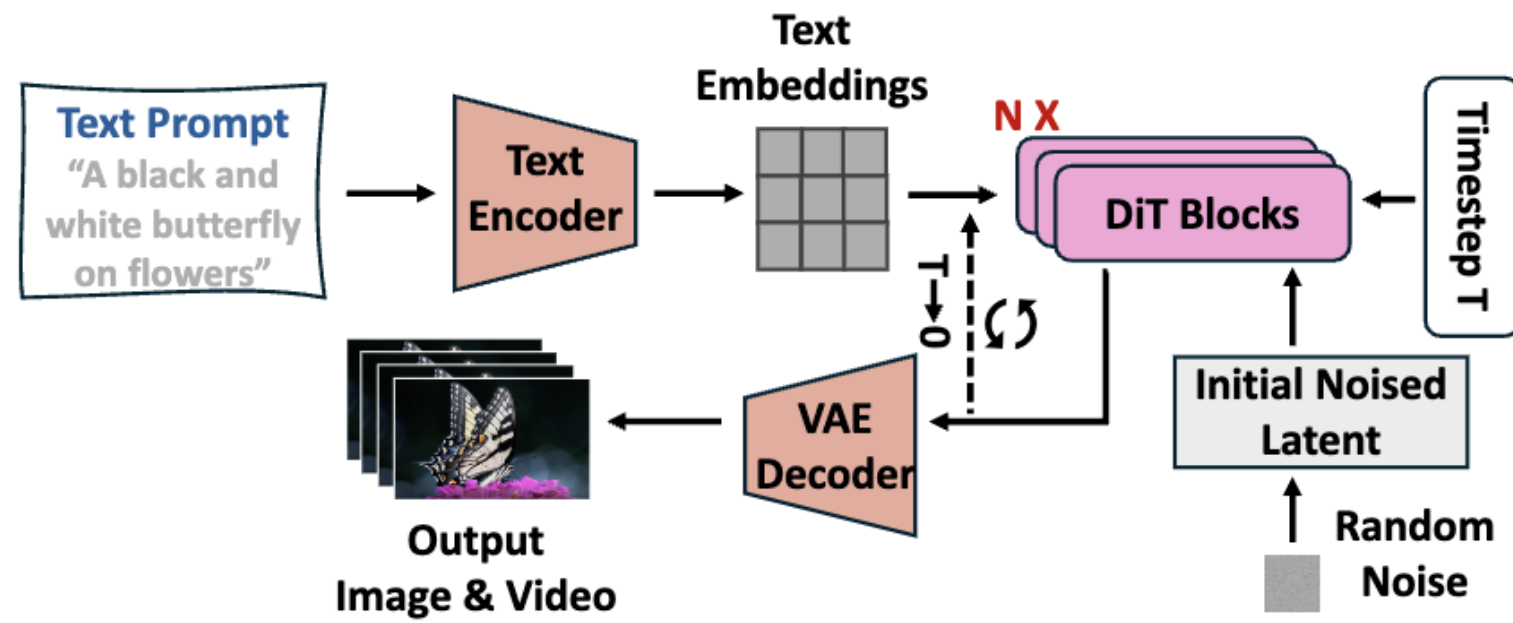 Text Prompt
“A black and
white butterfly
on flowers”
Text
Encoder
Text
Embeddings
N X
DiT Blocks
Timestep T
T→0
Initial Noised
Latent
Random
Noise
VAE
Decoder
Output
Image & Video